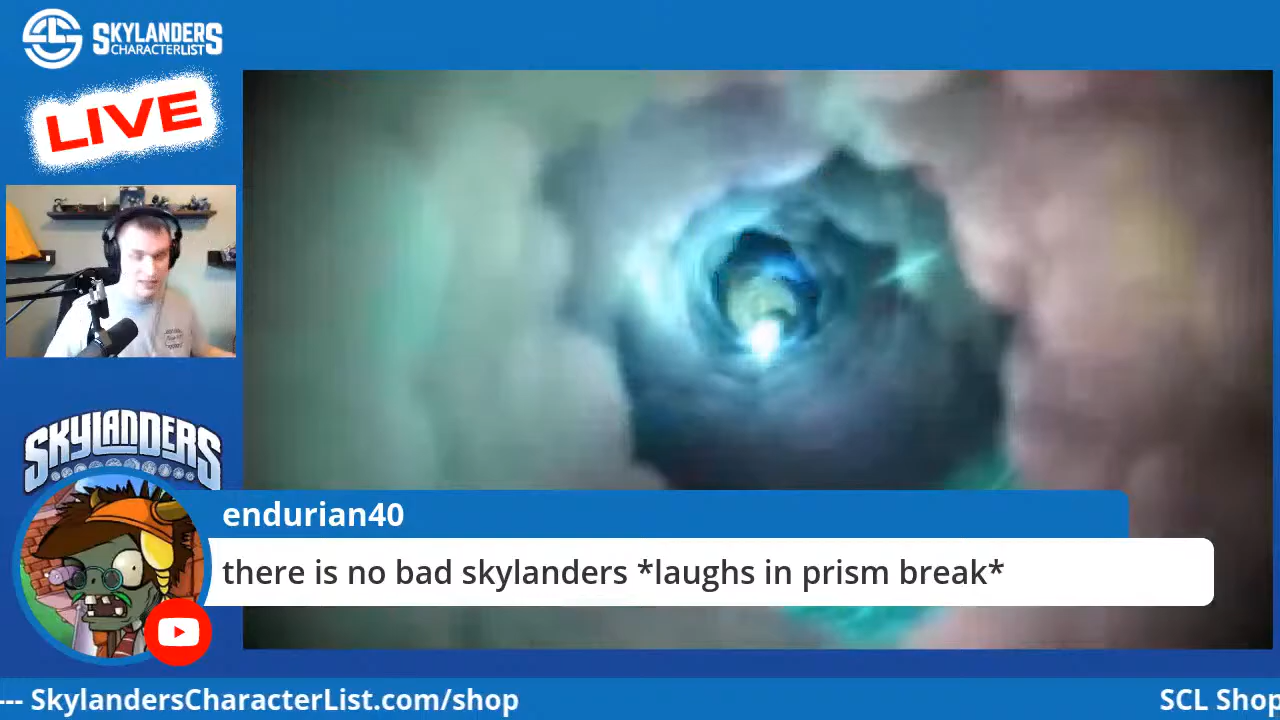 SKYLANDERS
CHARACTERLIST
LIVE
SKYLANDERS
endurian40
there is no bad skylanders *laughs in prism break*
--- SkylandersCharacterList.com/shop
SCL Shop